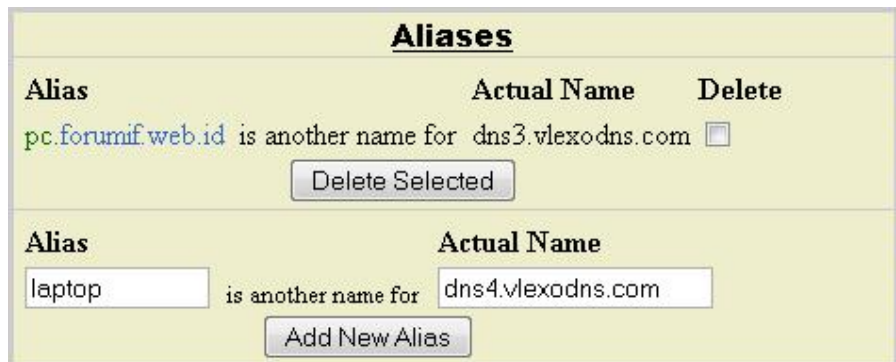 Aliases
Alias Actual Name Delete
pc.forumif.web.id is another name for dns3.vlexodns.com
Delete Selected
Alias Actual Name
laptop is another name for dns4.vlexodns.com
Add New Alias